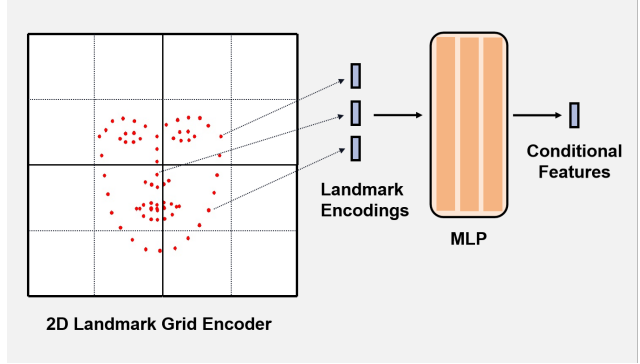 Landmark
Encodings
MLP
Conditional
Features
2D Landmark Grid Encoder